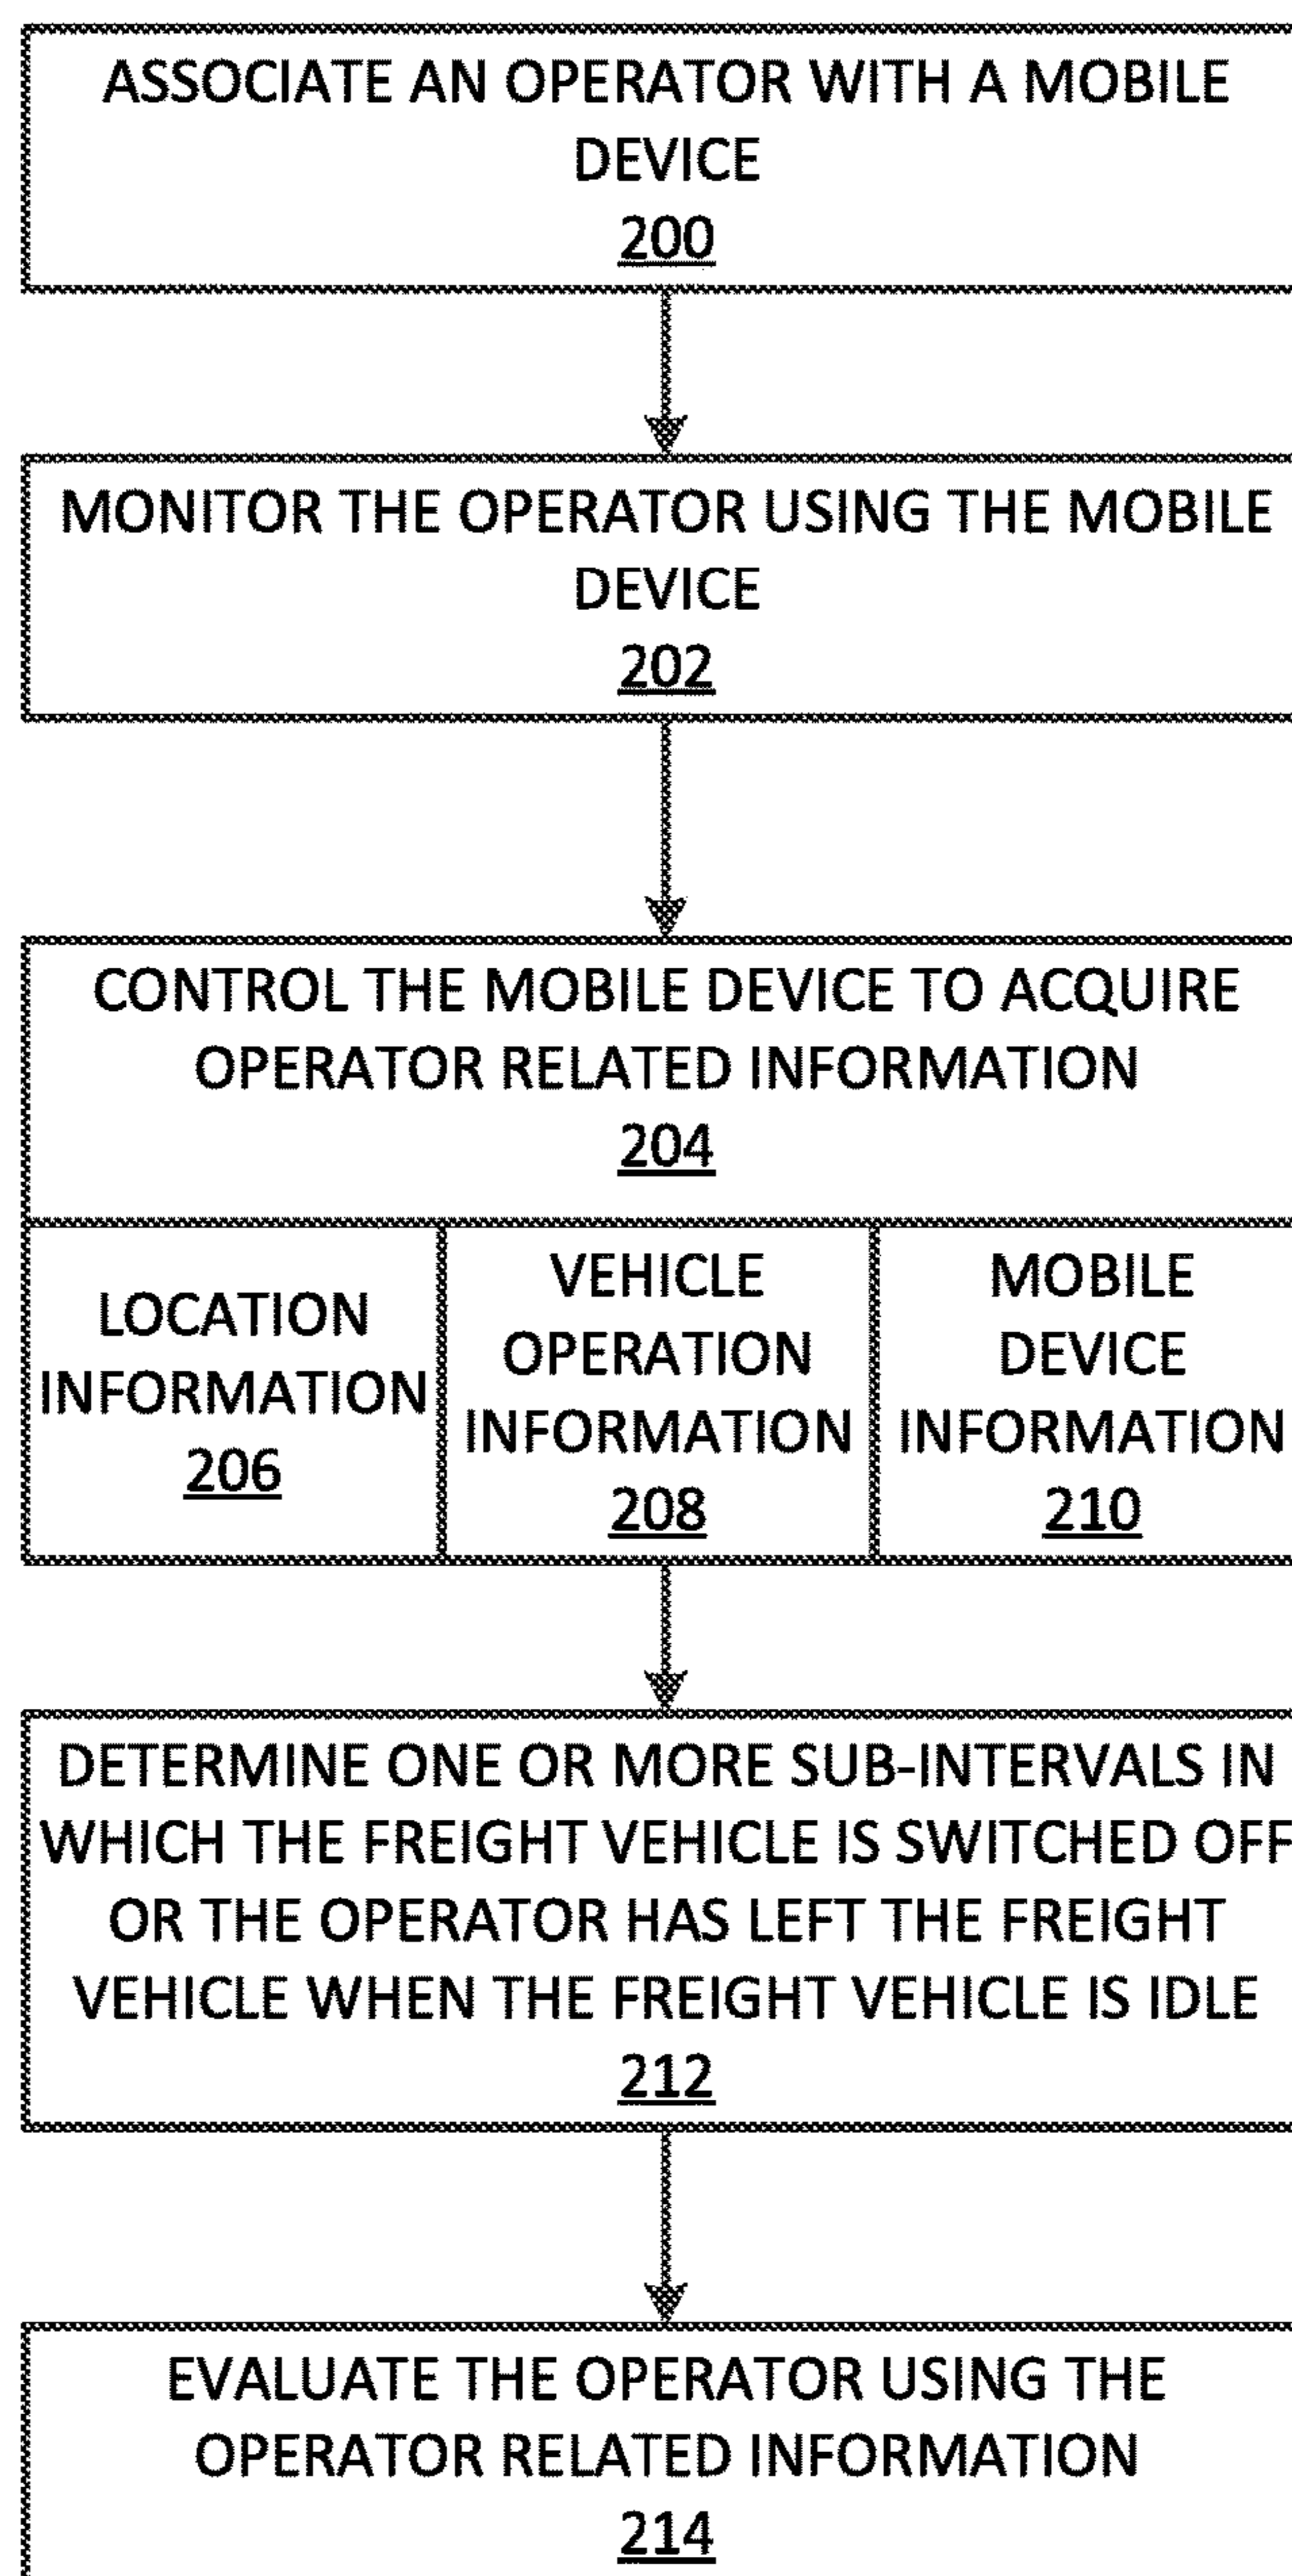 ASSOCIATE AN OPERATOR WITH A MOBILE
DEVICE
200
MONITOR THE OPERATOR USING THE MOBILE
DEVICE
202
CONTROL THE MOBILE DEVICE TO ACQUIRE
OPERATOR RELATED INFORMATION
204
LOCATION
INFORMATION
206
VEHICLE
OPERATION
INFORMATION
208
MOBILE
DEVICE
INFORMATION
210
DETERMINE ONE OR MORE SUB-INTERVALS IN
WHICH THE FREIGHT VEHICLE IS SWITCHED OFF
OR THE OPERATOR HAS LEFT THE FREIGHT
VEHICLE WHEN THE FREIGHT VEHICLE IS IDLE
212
EVALUATE THE OPERATOR USING THE
OPERATOR RELATED INFORMATION
214